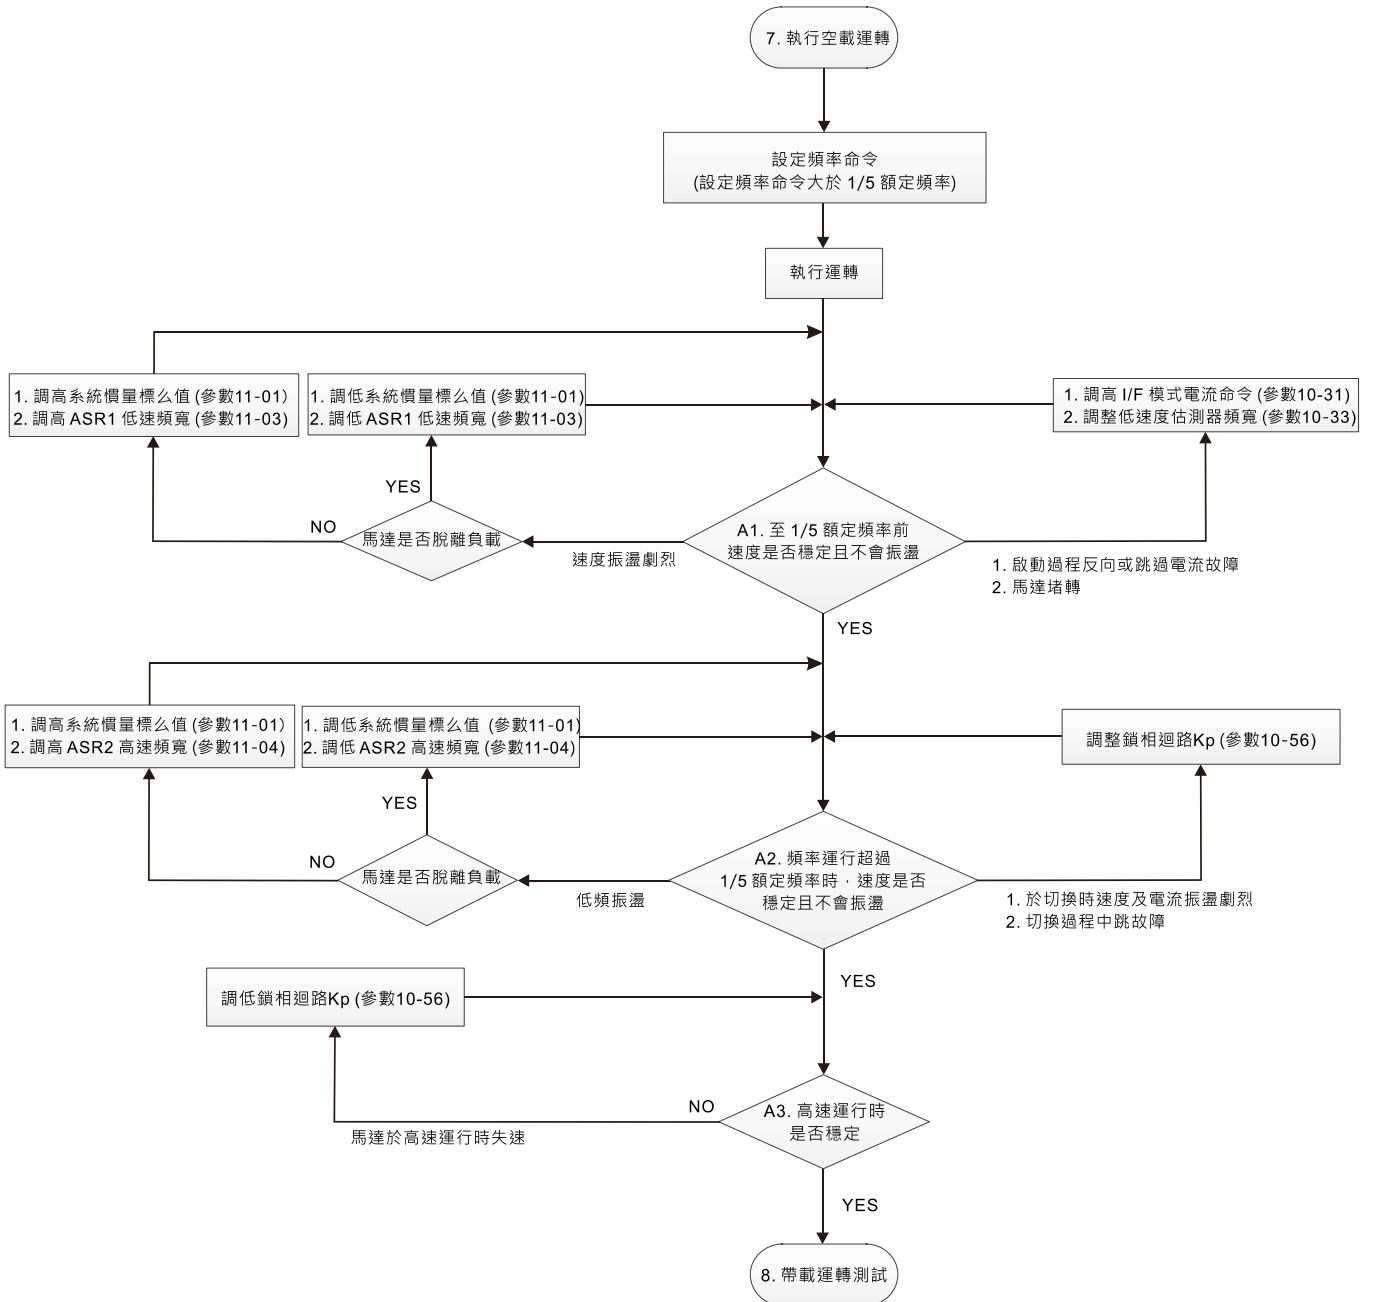 7. 執行空載運轉
設定頻率命令
(設定頻率命令大於 1/5 額定頻率)
執行運轉
1. 調高系統慣量標么值 (參數11-01)
2. 調高 ASR1 低速頻寬 (參數11-03)
1. 調低系統慣量標么值 (參數11-01)
2. 調低 ASR1 低速頻寬 (參數11-03)
1. 調高 I/F 模式電流命令 (參數10-31)
2. 調整低速度估測器頻寬 (參數10-33)
YES
NO
馬達是否脫離負載
速度振盪劇烈
A1. 至 1/5 額定頻率前
速度是否穩定且不會振盪
1. 啟動過程反向或跳過電流故障
2. 馬達堵轉
YES
1. 調高系統慣量標么值 (參數11-01)
2. 調高 ASR2 高速頻寬 (參數11-04)
1. 調低系統慣量標么值 (參數11-01)
2. 調低 ASR2 高速頻寬 (參數11-04)
調整鎖相迴路Kp (參數10-56)
YES
NO
馬達是否脫離負載
低頻振盪
A2. 頻率運行超過
1/5 額定頻率時，速度是否
穩定且不會振盪
1. 於切換時速度及電流振盪劇烈
2. 切換過程中跳故障
YES
調低鎖相迴路Kp (參數10-56)
NO
馬達於高速運行時失速
A3. 高速運行時
是否穩定
YES
8. 帶載運轉測試